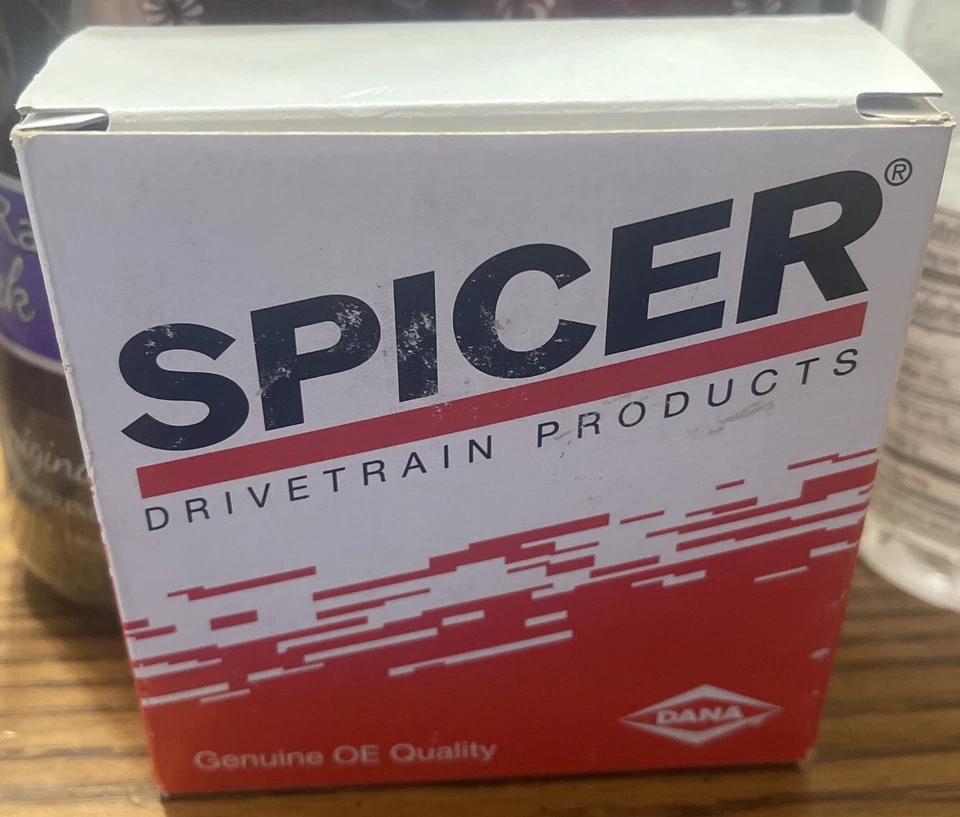 SPICER®
DRIVETRAIN PRODUCTS
DANA
Genuine OE Quality